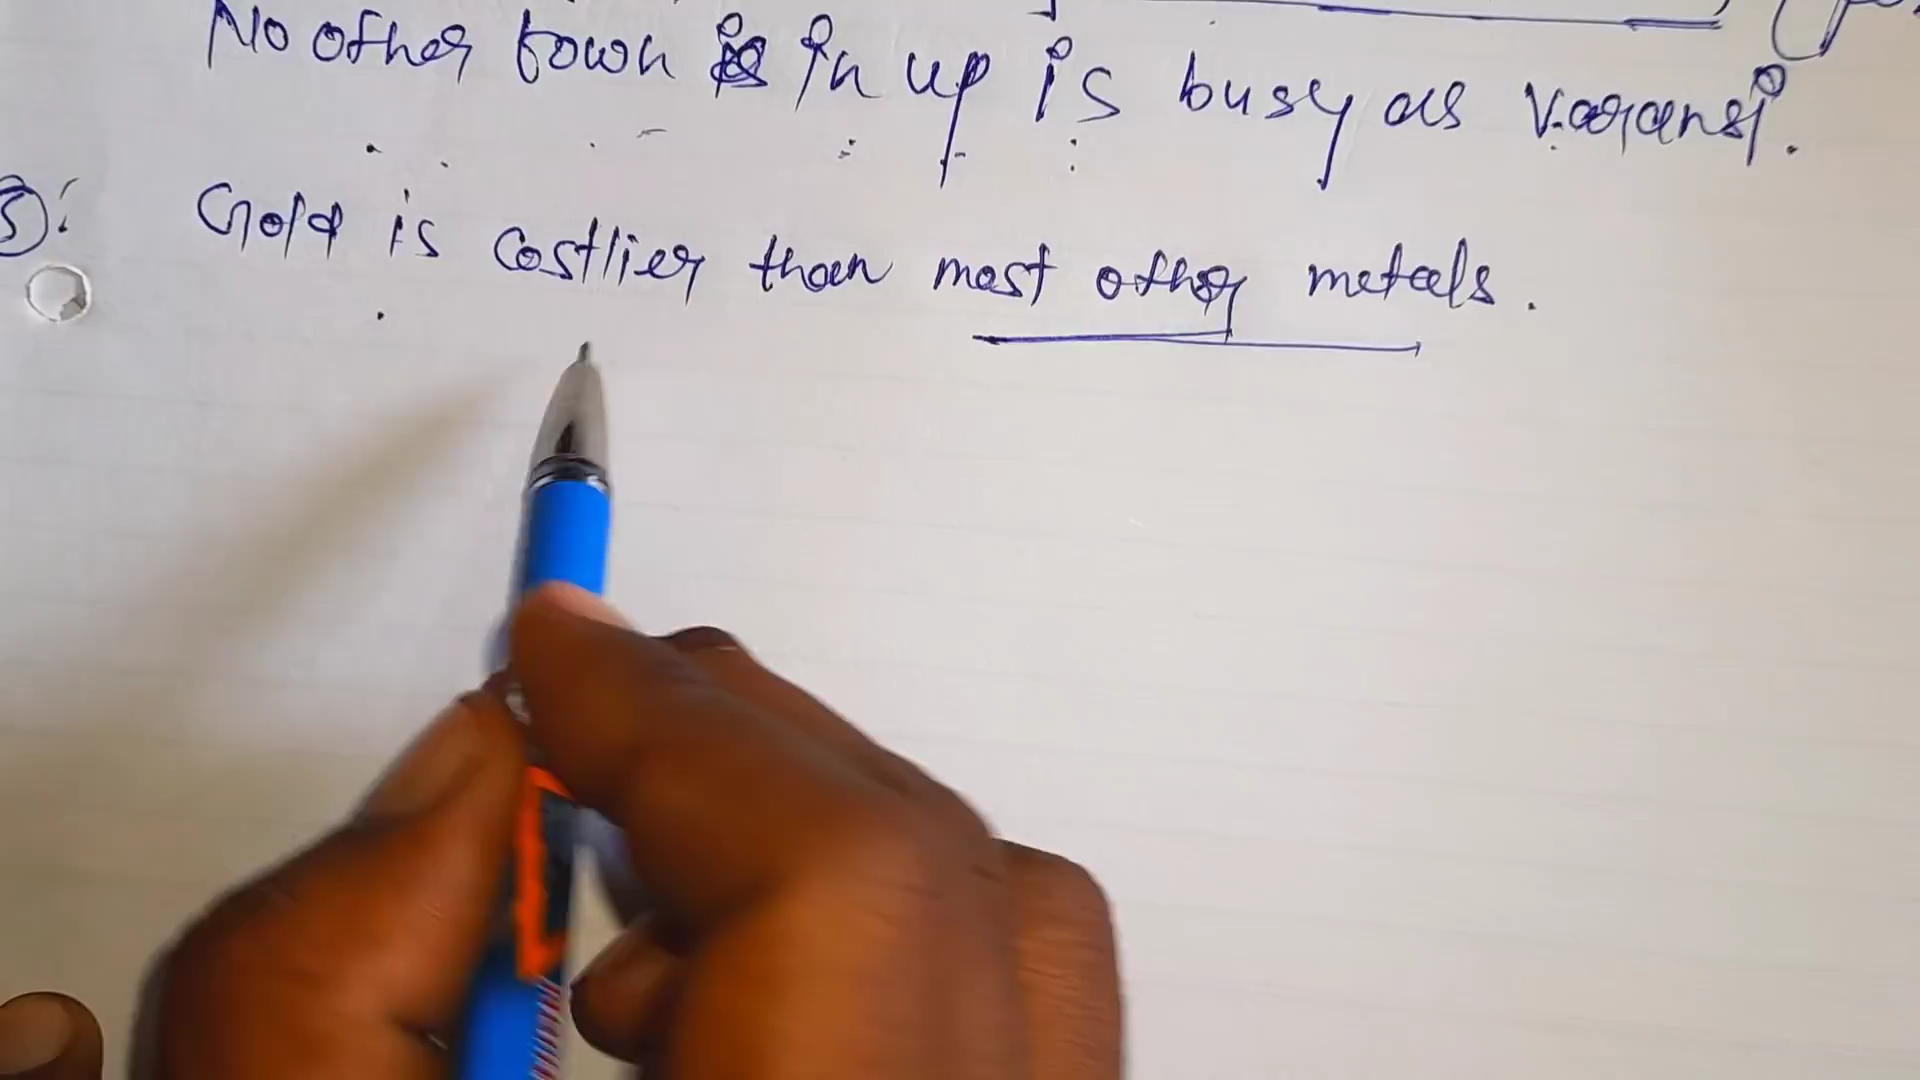 No other town in up is busy as Varansi.
5): Gold is costlier than most other metals.